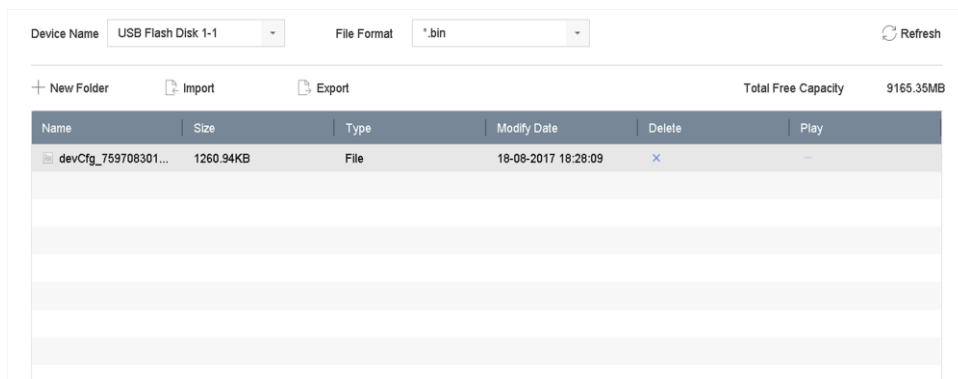 Device Name USB Flash Disk 1-1 File Format *.bin Refresh
New Folder Import Export Total Free Capacity 9165.35MB
Name Size Type Modify Date Delete Play
devCfg_759708301... 1260.94KB File 18-08-2017 18:28:09